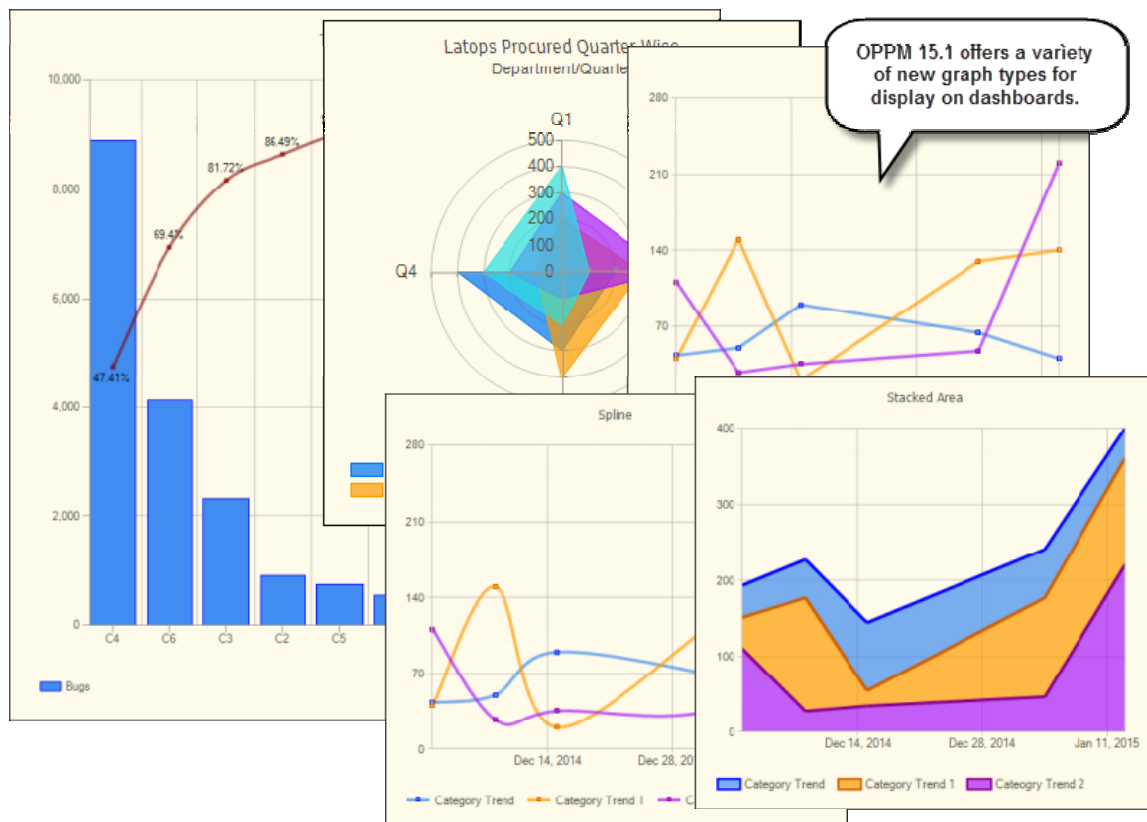 OPPM 15.1 offers a variety
of new graph types for
display on dashboards.
10,000
8,000
6,000
4,000
2,000
0
47.41%
69.4%
81.72%
86.49%
C4
C6
C3
C2
C5
Bugs
Latops Procured Quarter Wise
Department/Quarte
Q1
500
400
300
200
100
0
Q4
280
210
140
70
Spline
280
210
140
70
0
Dec 14, 2014
Dec 28, 20
Category Trend
Category Trend 1
C
Stacked Area
400
300
200
100
0
Dec 14, 2014
Dec 28, 2014
Jan 11, 2015
Category Trend
Category Trend 1
Cateogry Trend 2